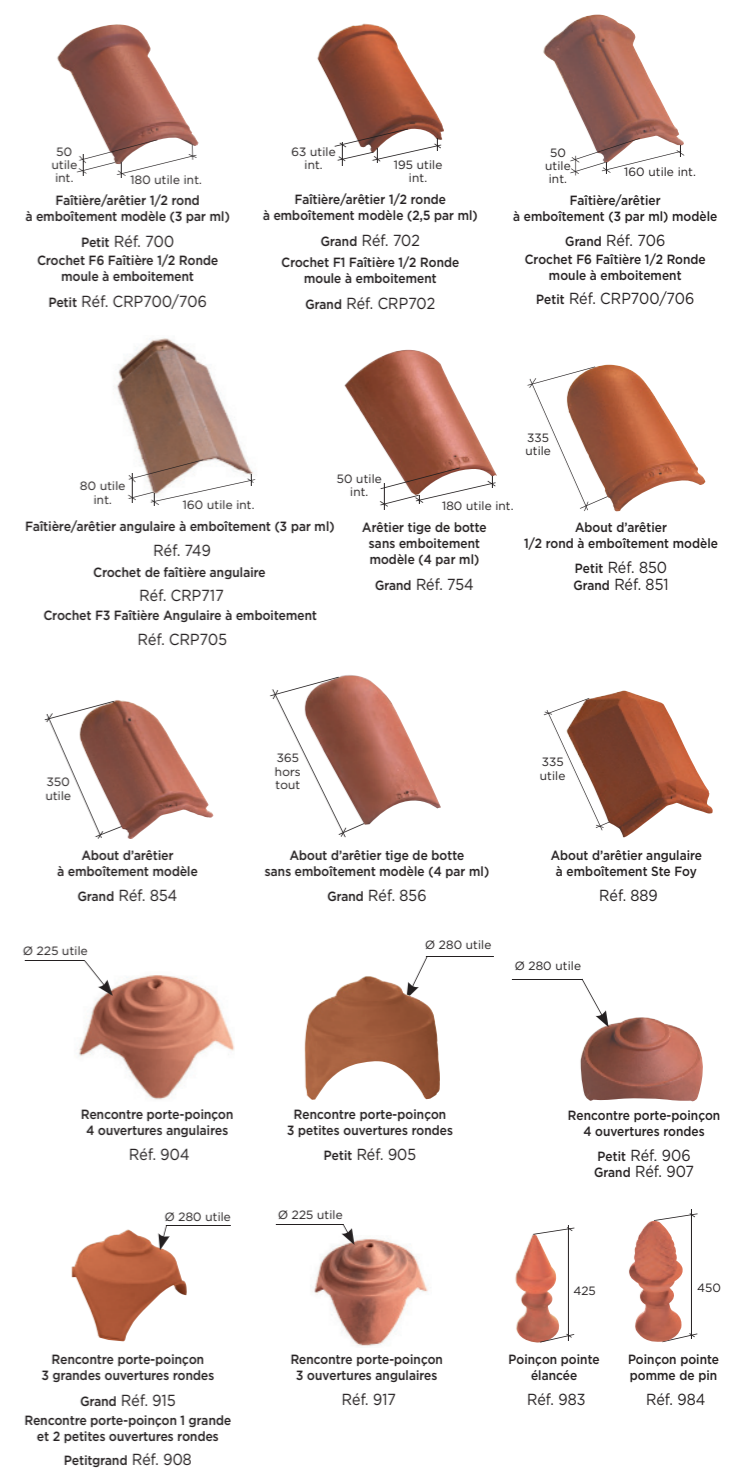 50
utile
int.
180 utile int.
Faîtière/arêtier 1/2 rond
à emboîtement modèle (3 par ml)
Petit Réf. 700
Crochet F6 Faîtière 1/2 Ronde
moule à emboitement
Petit Réf. CRP700/706
63 utile
int.
195 utile
int.
Faîtière/arêtier 1/2 ronde
à emboîtement modèle (2,5 par ml)
Grand Réf. 702
Crochet F1 Faîtière 1/2 Ronde
moule à emboitement
Grand Réf. CRP702
50
utile
int.
160 utile int.
Faîtière/arêtier
à emboîtement (3 par ml) modèle
Grand Réf. 706
Crochet F6 Faîtière 1/2 Ronde
moule à emboitement
Petit Réf. CRP700/706
80 utile
int.
160 utile int.
Faîtière/arêtier angulaire à emboîtement (3 par ml)
Réf. 749
Crochet de faîtière angulaire
Réf. CRP717
Crochet F3 Faîtière Angulaire à emboitement
Réf. CRP705
50 utile
int.
180 utile int.
Arêtier tige de botte
sans emboitement
modèle (4 par ml)
Grand Réf. 754
335
utile
About d'arêtier
1/2 rond à emboîtement modèle
Petit Réf. 850
Grand Réf. 851
350
utile
About d'arêtier
à emboîtement modèle
Grand Réf. 854
365
hors
tout
About d'arêtier tige de botte
sans emboîtement modèle (4 par ml)
Grand Réf. 856
335
utile
About d'arêtier angulaire
à emboîtement Ste Foy
Réf. 889
Ø 225 utile
Rencontre porte-poinçon
4 ouvertures angulaires
Réf. 904
Ø 280 utile
Rencontre porte-poinçon
3 petites ouvertures rondes
Petit Réf. 905
Ø 280 utile
Rencontre porte-poinçon
4 ouvertures rondes
Petit Réf. 906
Grand Réf. 907
Ø 280 utile
Rencontre porte-poinçon
3 grandes ouvertures rondes
Grand Réf. 915
Rencontre porte-poinçon 1 grande
et 2 petites ouvertures rondes
Petitgrand Réf. 908
Ø 225 utile
Rencontre porte-poinçon
3 ouvertures angulaires
Réf. 917
425
Poinçon pointe
élancée
Réf. 983
450
Poinçon pointe
pomme de pin
Réf. 984